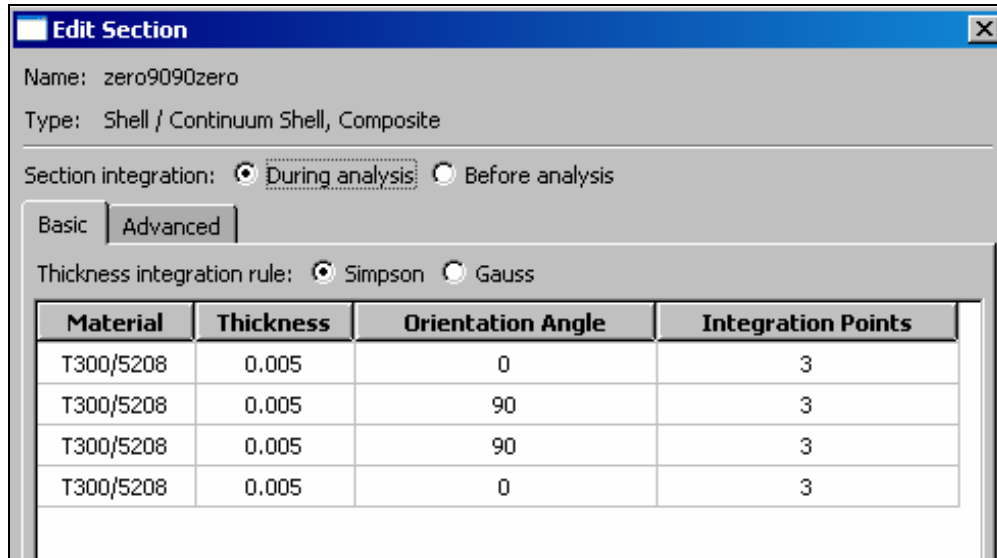 Edit Section
Name: zero9090zero
Type: Shell / Continuum Shell, Composite
Section integration: During analysis Before analysis
Basic Advanced
Thickness integration rule: Simpson Gauss
Material Thickness Orientation Angle Integration Points
T300/5208 0.005 0 3
T300/5208 0.005 90 3
T300/5208 0.005 90 3
T300/5208 0.005 0 3